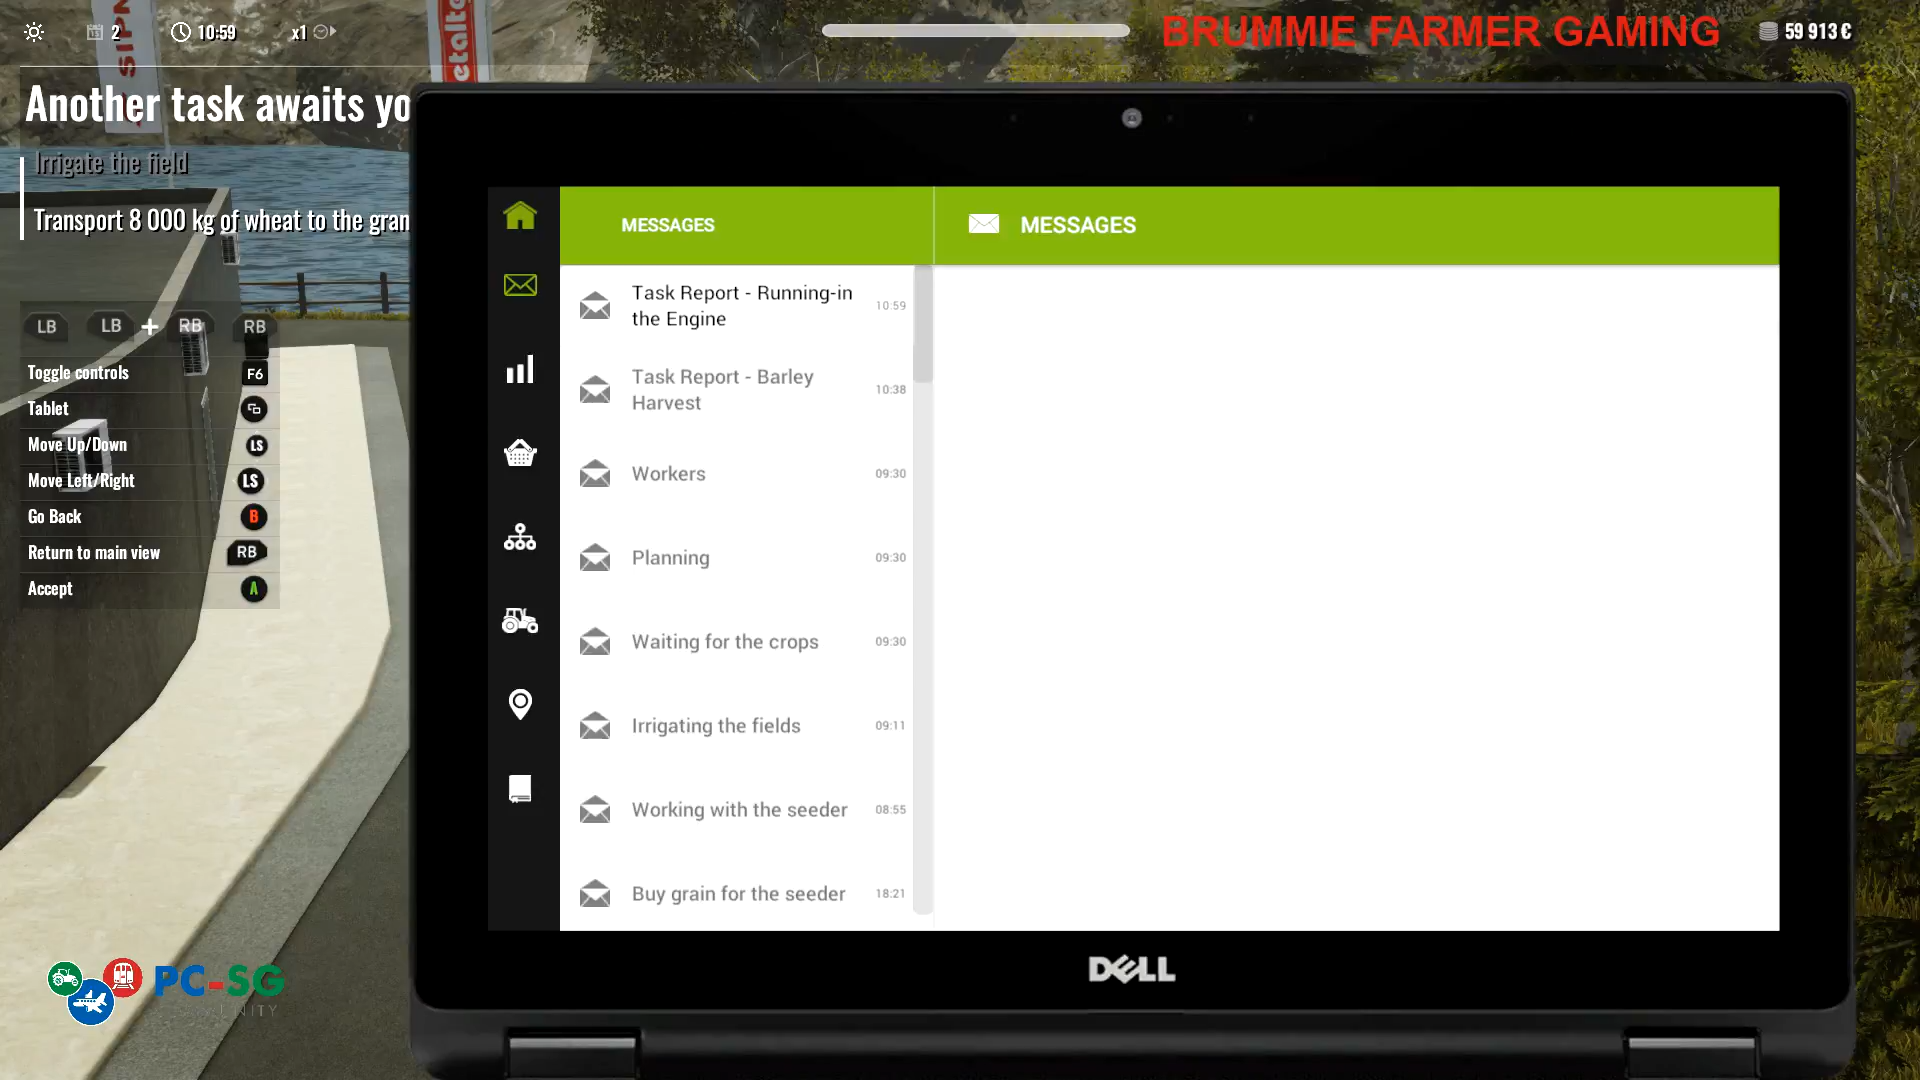 2
10:59
x1
BRUMMIE FARMER GAMING
59 913 €
SIPM
etalt
Another task awaits yo
Irrigate the field
Transport 8 000 kg of wheat to the gran
LB
LB + RB
RB
Toggle controls F6
Tablet
Move Up/Down LS
Move Left/Right LS
Go Back B
Return to main view RB
Accept A
MESSAGES
MESSAGES
Task Report - Running-in
the Engine
10:59
Task Report - Barley
Harvest
10:38
Workers 09:30
Planning 09:30
Waiting for the crops 09:30
Irrigating the fields 09:11
Working with the seeder 08:55
Buy grain for the seeder 18:21
DELL
PC-SG